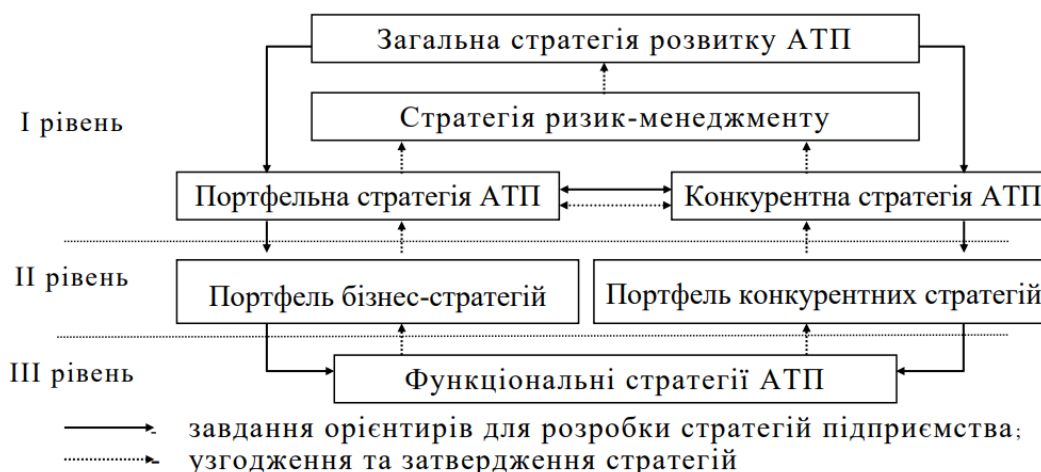 Загальна стратегія розвитку АТП
І рівень
Стратегія ризик-менеджменту
Портфельна стратегія АТП
Конкурентна стратегія АТП
ІІ рівень
Портфель бізнес-стратегій
Портфель конкурентних стратегій
ІІІ рівень
Функціональні стратегії АТП
- завдання орієнтирів для розробки стратегій підприємства;
- узгодження та затвердження стратегій